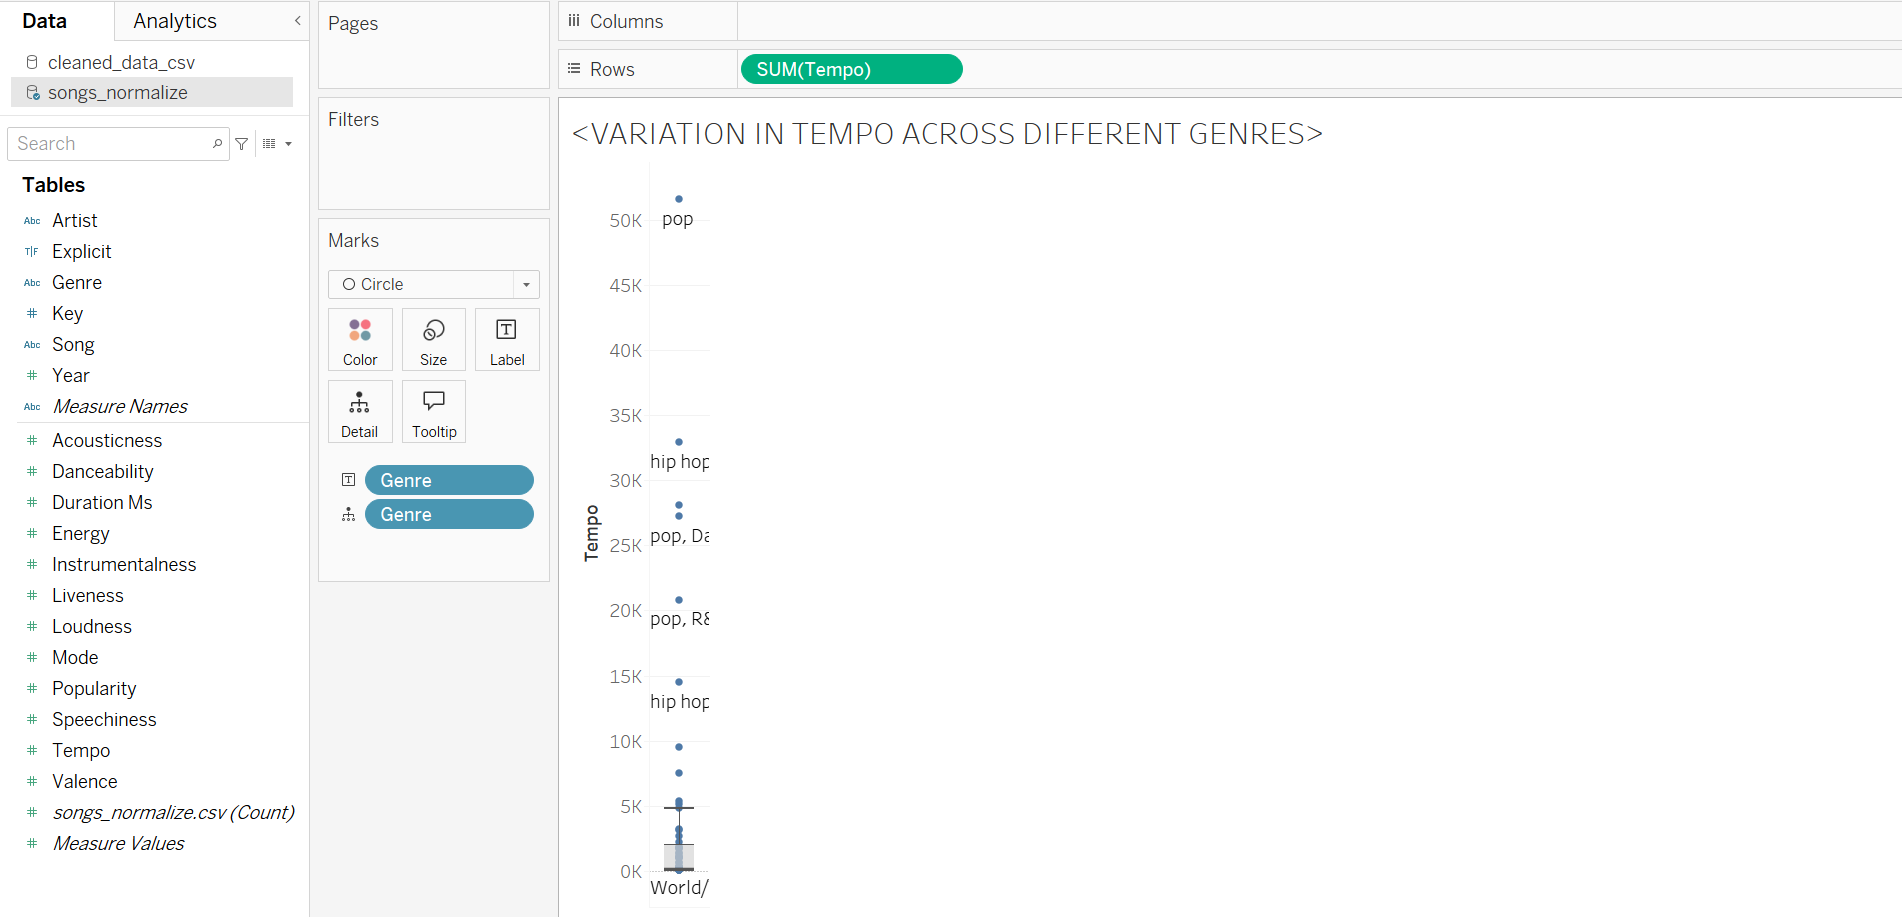 Data
Analytics
cleaned_data_csv
songs_normalize
Search
Tables
Abc Artist
T|F Explicit
Abc Genre
# Key
Abc Song
# Year
Abc Measure Names
# Acousticness
# Danceability
# Duration Ms
# Energy
# Instrumentalness
# Liveness
# Loudness
# Mode
# Popularity
# Speechiness
# Tempo
# Valence
# songs_normalize.csv (Count)
# Measure Values
Pages
Filters
Marks
Circle
Color
Size
T Label
Detail
Tooltip
T Genre
Genre
Columns
Rows
SUM(Tempo)
<VARIATION IN TEMPO ACROSS DIFFERENT GENRES>
Tempo
50K
45K
40K
35K
30K
25K
20K
15K
10K
5K
0K
pop
hip hop
pop, Da
pop, R&
hip hop
World/